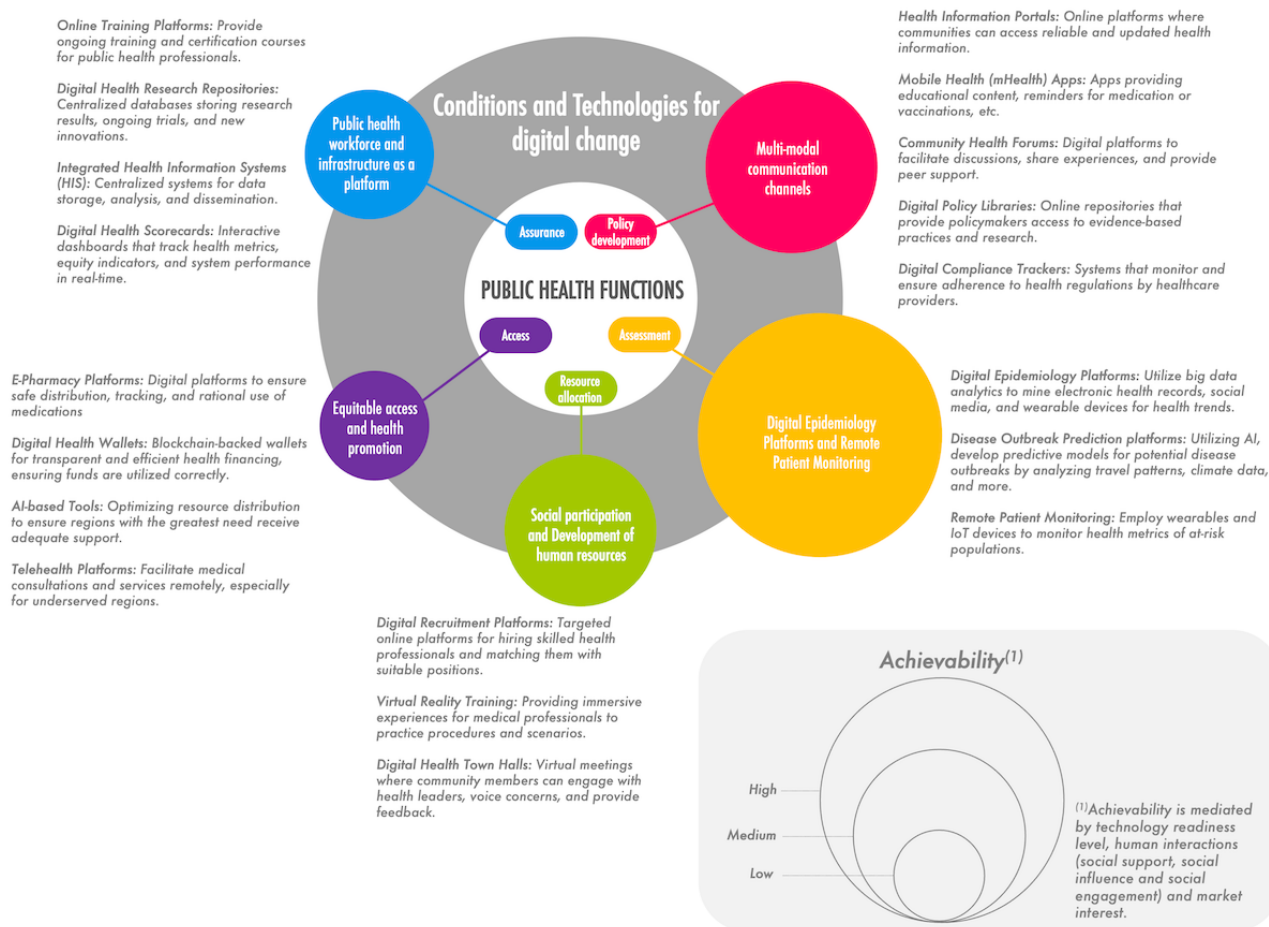 Online Training Platforms: Provide
ongoing training and certification courses
for public health professionals.
Digital Health Research Repositories:
Centralized databases storing research
results, ongoing trials, and new
innovations.
Integrated Health Information Systems
(HIS): Centralized systems for data
storage, analysis, and dissemination.
Digital Health Scorecards: Interactive
dashboards that track health metrics,
equity indicators, and system performance
in real-time.
Conditions and Technologies for
digital change
Public health
workforce and
infrastructure as a
platform
Multi-modal
communication
channels
Health Information Portals: Online platforms where
communities can access reliable and updated health
information.
Mobile Health (mHealth) Apps: Apps providing
educational content, reminders for medication or
vaccinations, etc.
Community Health Forums: Digital platforms to
facilitate discussions, share experiences, and provide
peer support.
Digital Policy Libraries: Online repositories that
provide policymakers access to evidence-based
practices and research.
Digital Compliance Trackers: Systems that monitor and
ensure adherence to health regulations by healthcare
providers.
Assurance
Policy
development
PUBLIC HEALTH FUNCTIONS
Access
Assessment
Resource
allocation
E-Pharmacy Platforms: Digital platforms to ensure
safe distribution, tracking, and rational use of
medications
Digital Health Wallets: Blockchain-backed wallets
for transparent and efficient health financing,
ensuring funds are utilized correctly.
AI-based Tools: Optimizing resource distribution
to ensure regions with the greatest need receive
adequate support.
Telehealth Platforms: Facilitate medical
consultations and services remotely, especially
for underserved regions.
Equitable access
and health
promotion
Social participation
and Development of
human resources
Digital Epidemiology
Platforms and Remote
Patient Monitoring
Digital Epidemiology Platforms: Utilize big data
analytics to mine electronic health records, social
media, and wearable devices for health trends.
Disease Outbreak Prediction platforms: Utilizing AI,
develop predictive models for potential disease
outbreaks by analyzing travel patterns, climate data,
and more.
Remote Patient Monitoring: Employ wearables and
IoT devices to monitor health metrics of at-risk
populations.
Digital Recruitment Platforms: Targeted
online platforms for hiring skilled health
professionals and matching them with
suitable positions.
Virtual Reality Training: Providing immersive
experiences for medical professionals to
practice procedures and scenarios.
Digital Health Town Halls: Virtual meetings
where community members can engage with
health leaders, voice concerns, and provide
feedback.
Achievability(1)
High
Medium
Low
(1)Achievability is mediated
by technology readiness
level, human interactions
(social support, social
influence and social
engagement) and market
interest.